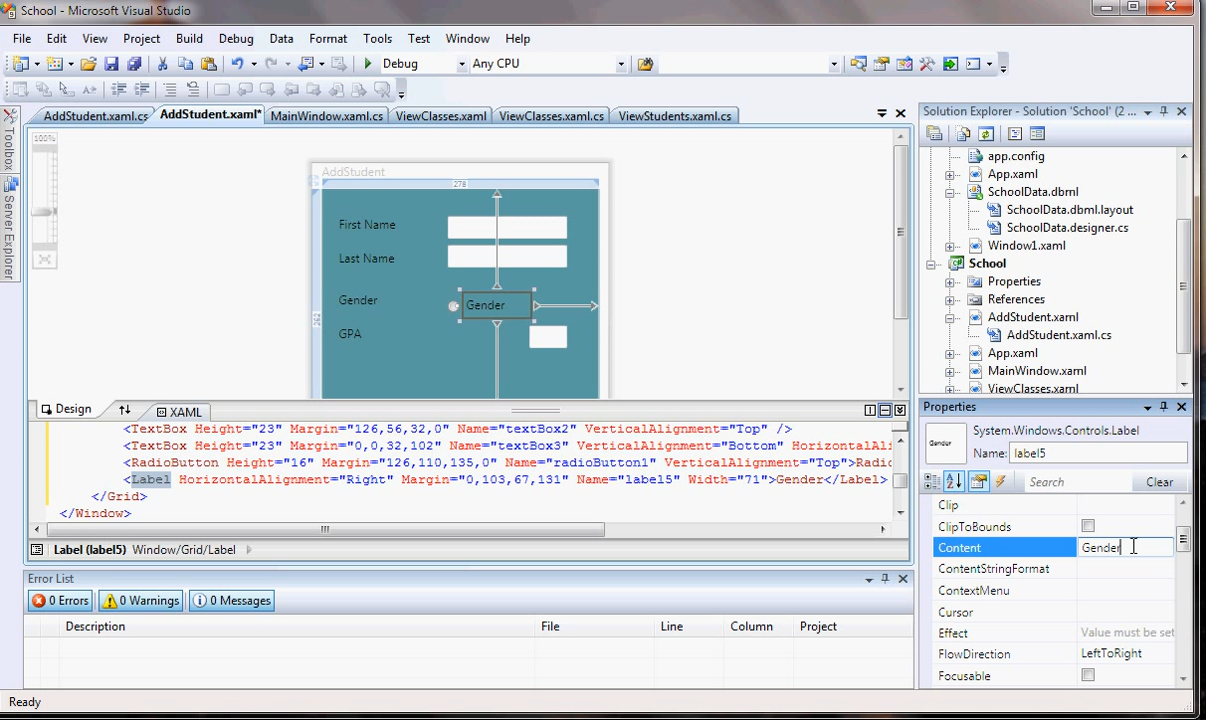 School - Microsoft Visual Studio
File Edit View Project Build Debug Data Format Tools Test Window Help
Debug Any CPU
AddStudent.xaml.cs AddStudent.xaml* MainWindow.xaml.cs ViewClasses.xaml ViewClasses.xaml.cs ViewStudents.xaml.cs
Toolbox
Server Explorer
100%
AddStudent
278
262
First Name
Last Name
Gender Gender
GPA
Design XAML
<TextBox Height="23" Margin="126,56,32,0" Name="textBox2" VerticalAlignment="Top" />
<TextBox Height="23" Margin="0,0,32,102" Name="textBox3" VerticalAlignment="Bottom" HorizontalAli
<RadioButton Height="16" Margin="126,110,135,0" Name="radioButton1" VerticalAlignment="Top">Radio
<Label HorizontalAlignment="Right" Margin="0,103,67,131" Name="label5" Width="71">Gender</Label>
</Grid>
</Window>
Label (label5) Window/Grid/Label
Error List
0 Errors 0 Warnings 0 Messages
Description File Line Column Project
Ready
Solution Explorer - Solution 'School' (2 ...
app.config
App.xaml
SchoolData.dbml
SchoolData.dbml.layout
SchoolData.designer.cs
Window1.xaml
School
Properties
References
AddStudent.xaml
AddStudent.xaml.cs
App.xaml
MainWindow.xaml
ViewClasses.xaml
Properties
Gender
System.Windows.Controls.Label
Name: label5
Search Clear
Clip
ClipToBounds
Content Gender
ContentStringFormat
ContextMenu
Cursor
Effect Value must be set
FlowDirection LeftToRight
Focusable